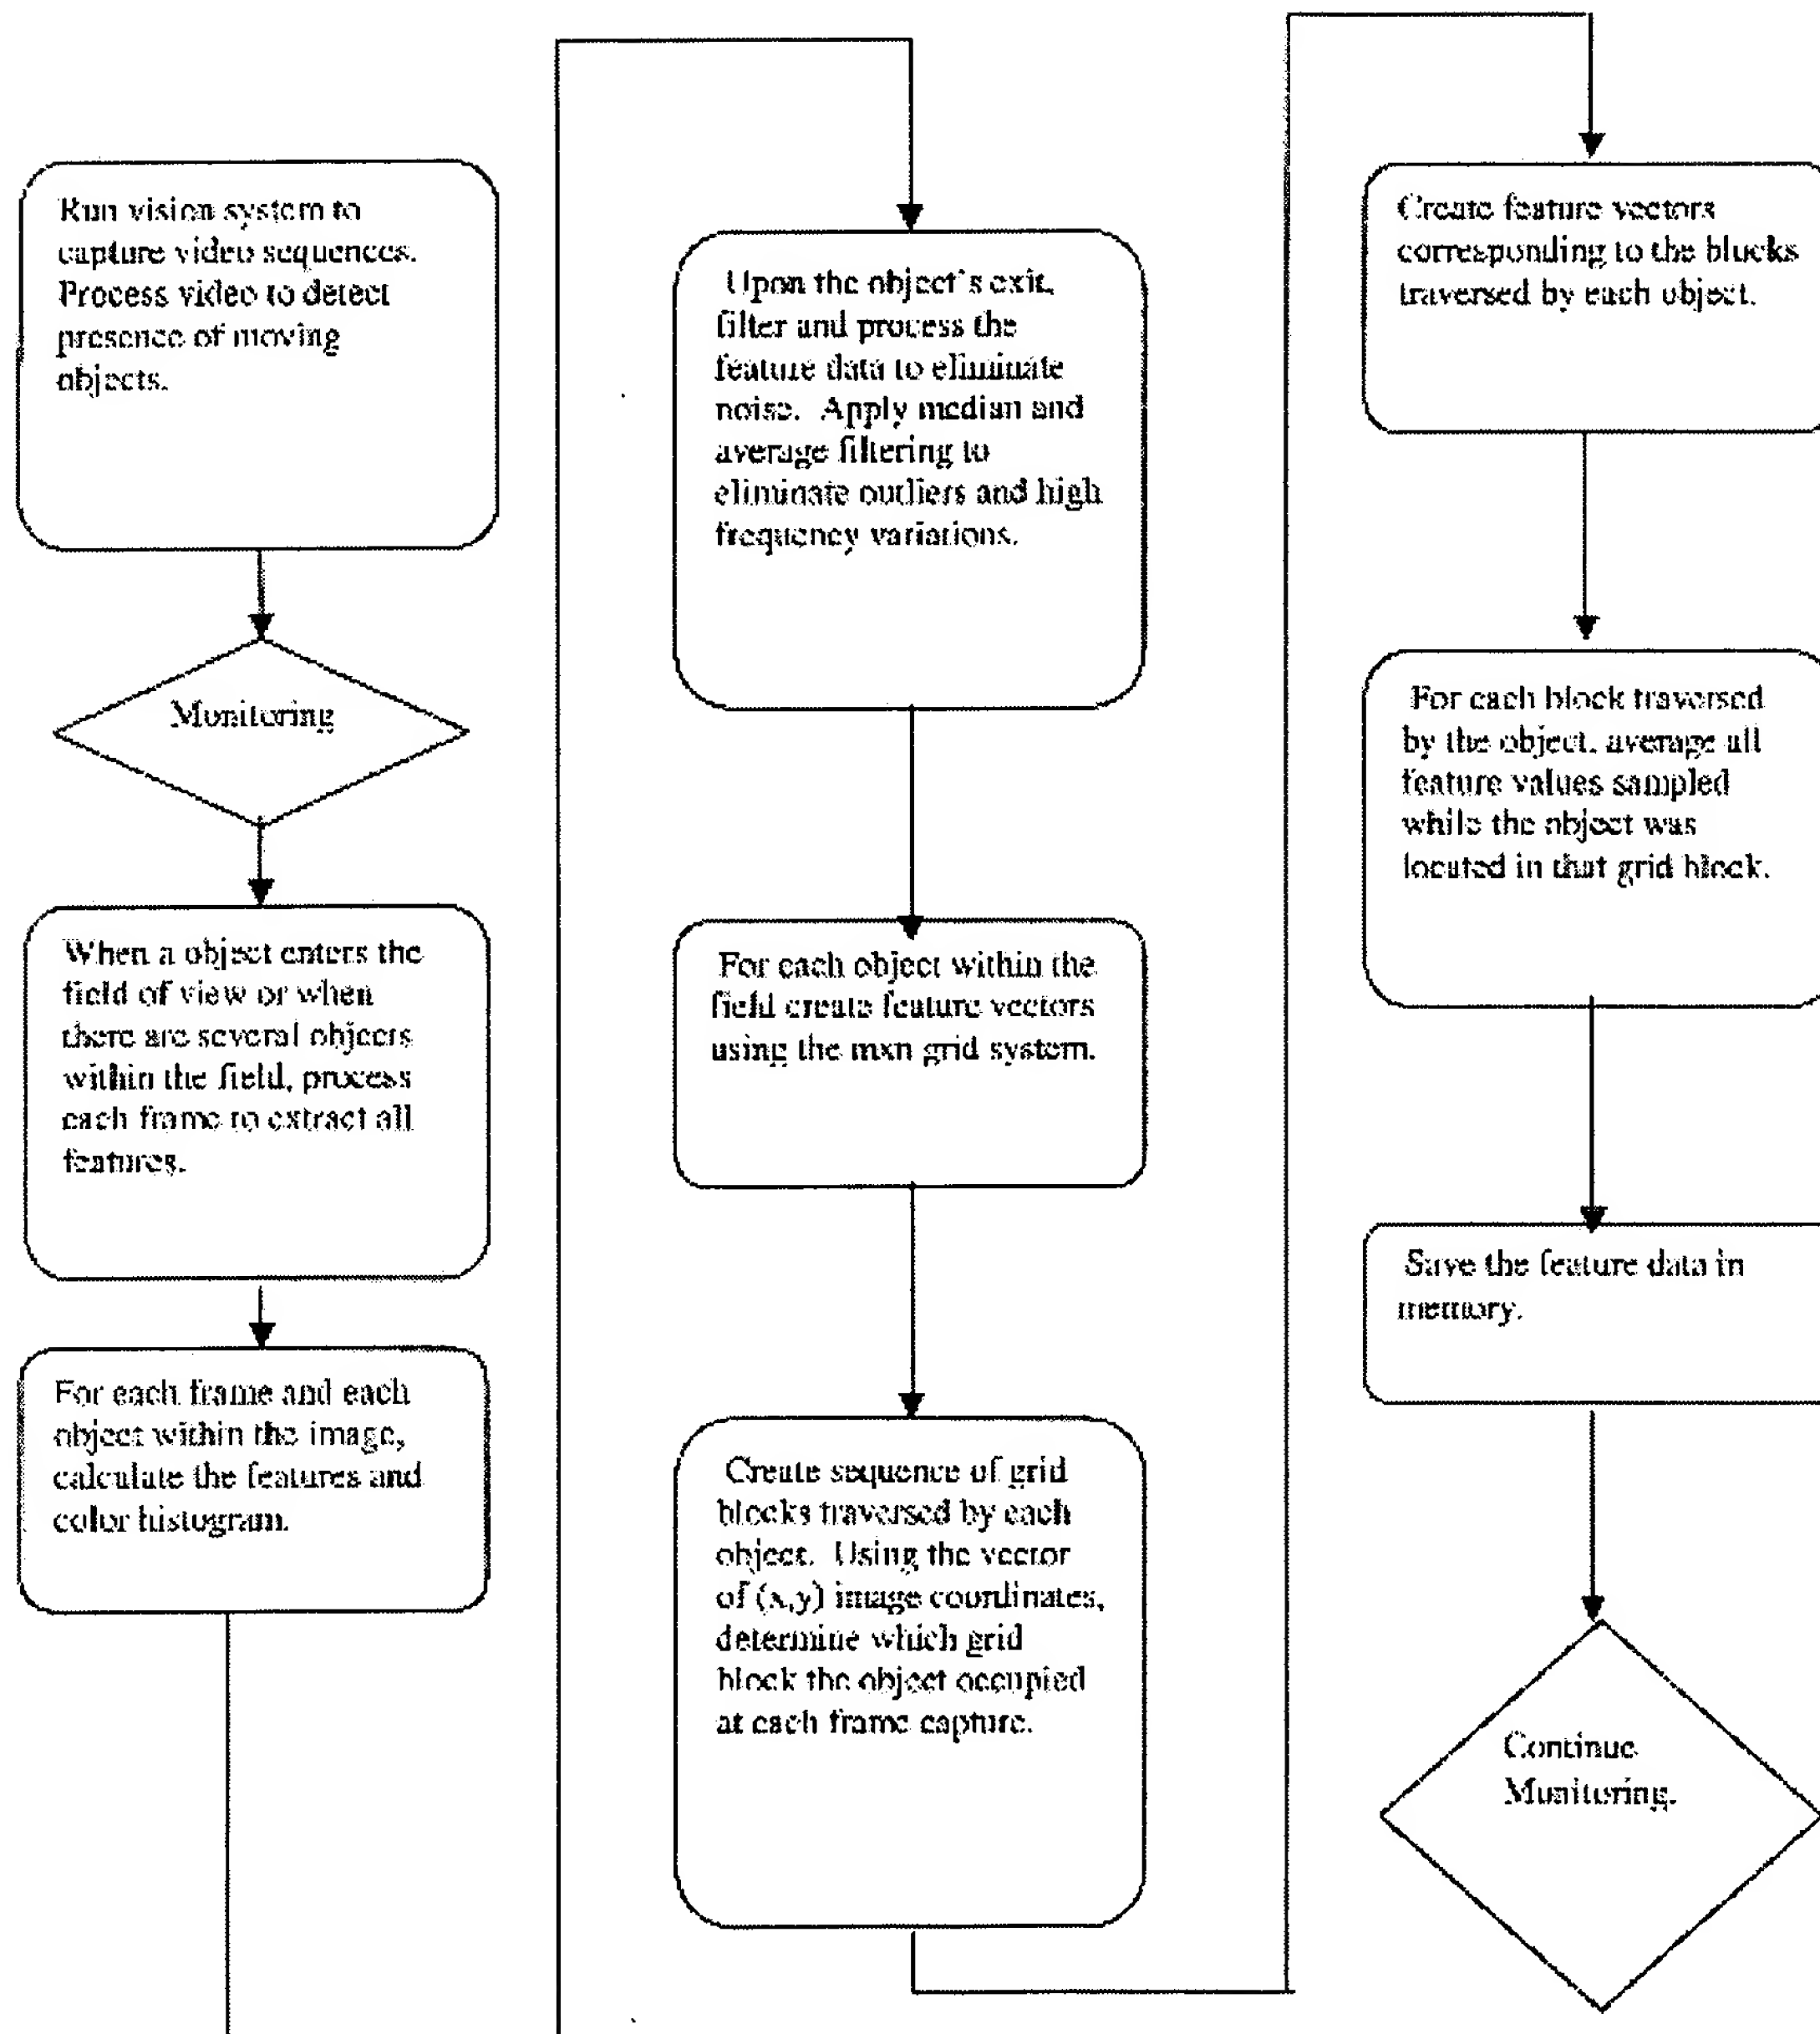 Run vision system to
capture video sequences.
Process video to detect
presence of moving
objects.
Monitoring
When a object enters the
field of view or when
there are several objects
within the field, process
each frame to extract all
features.
For each frame and each
object within the image,
calculate the features and
color histogram.
Upon the object's exit,
filter and process the
feature data to eliminate
noise. Apply median and
average filtering to
eliminate outliers and high
frequency variations.
For each object within the
field create feature vectors
using the mxn grid system.
Create sequence of grid
blocks traversed by each
object. Using the vector
of (x,y) image coordinates,
determine which grid
block the object occupied
at each frame capture.
Create feature vectors
corresponding to the blocks
traversed by each object.
For each block traversed
by the object, average all
feature values sampled
while the object was
located in that grid block.
Save the feature data in
memory.
Continue
Monitoring.